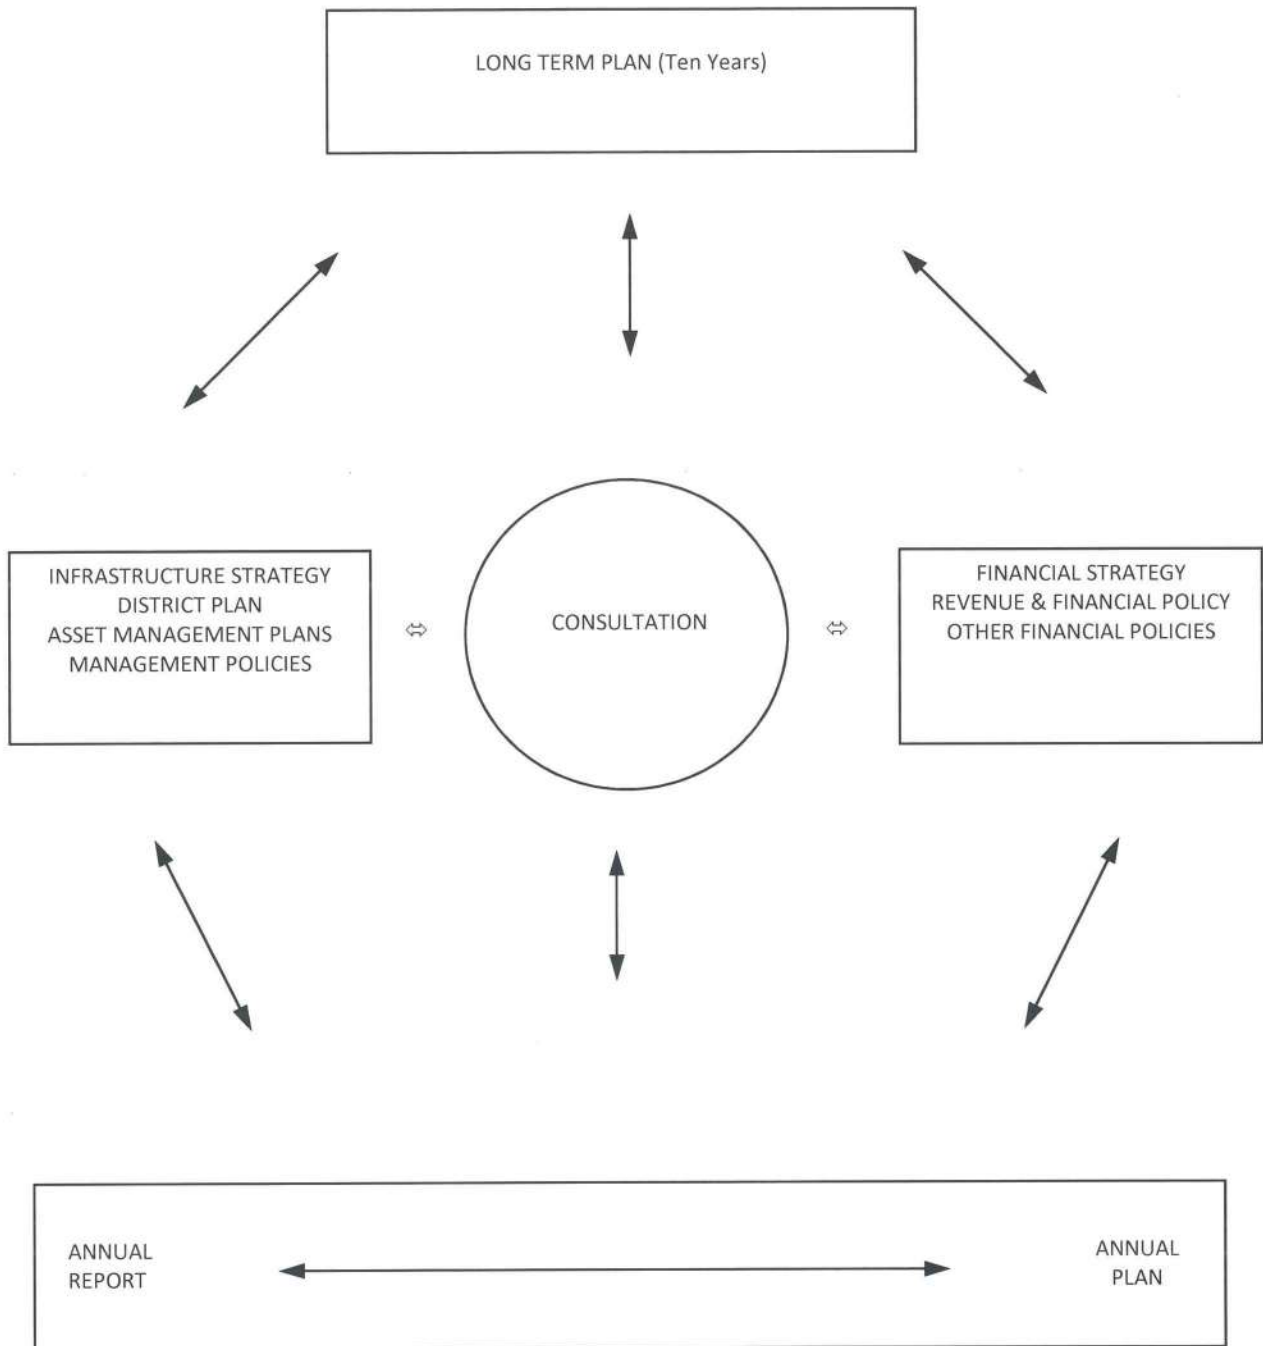 LONG TERM PLAN (Ten Years)
INFRASTRUCTURE STRATEGY
DISTRICT PLAN
ASSET MANAGEMENT PLANS
MANAGEMENT POLICIES
CONSULTATION
FINANCIAL STRATEGY
REVENUE & FINANCIAL POLICY
OTHER FINANCIAL POLICIES
ANNUAL
REPORT
ANNUAL
PLAN